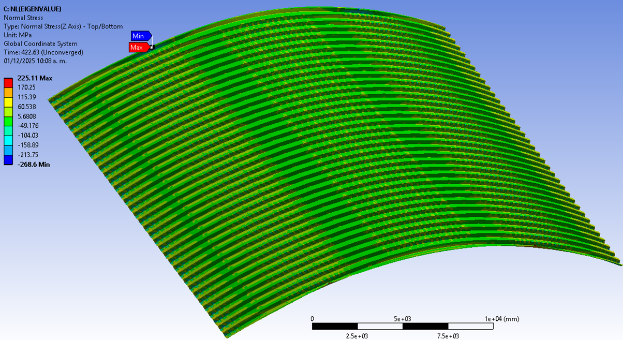 C: NL(EIGENVALUE)
Normal Stress
Type: Normal Stress(Z Axis) - Top/Bottom
Unit: MPa
Global Coordinate System
Time: 422.63 (Unconverged)
01/12/2025 10:08 a. m.
225.11 Max
170.25
115.39
60.538
5.6808
-49.176
-104.03
-158.89
-213.75
-268.6 Min
Min
Max
0
5e+03
1e+04 (mm)
2.5e+03
7.5e+03